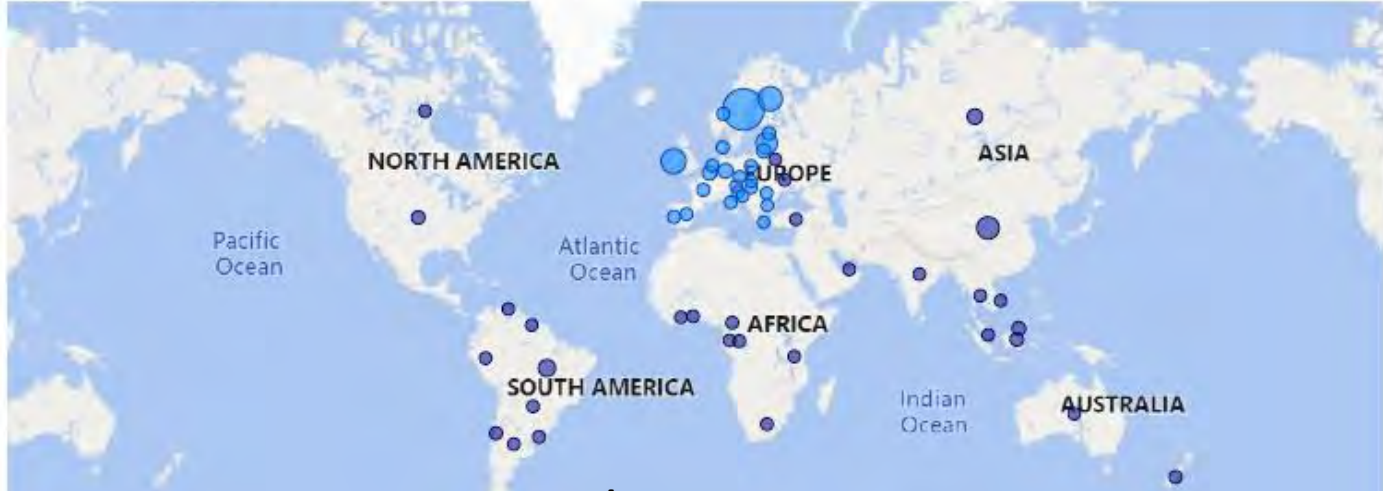 NORTH AMERICA
ASIA
EUROPE
Pacific
Ocean
Atlantic
Ocean
AFRICA
SOUTH AMERICA
Indian
Ocean
AUSTRALIA